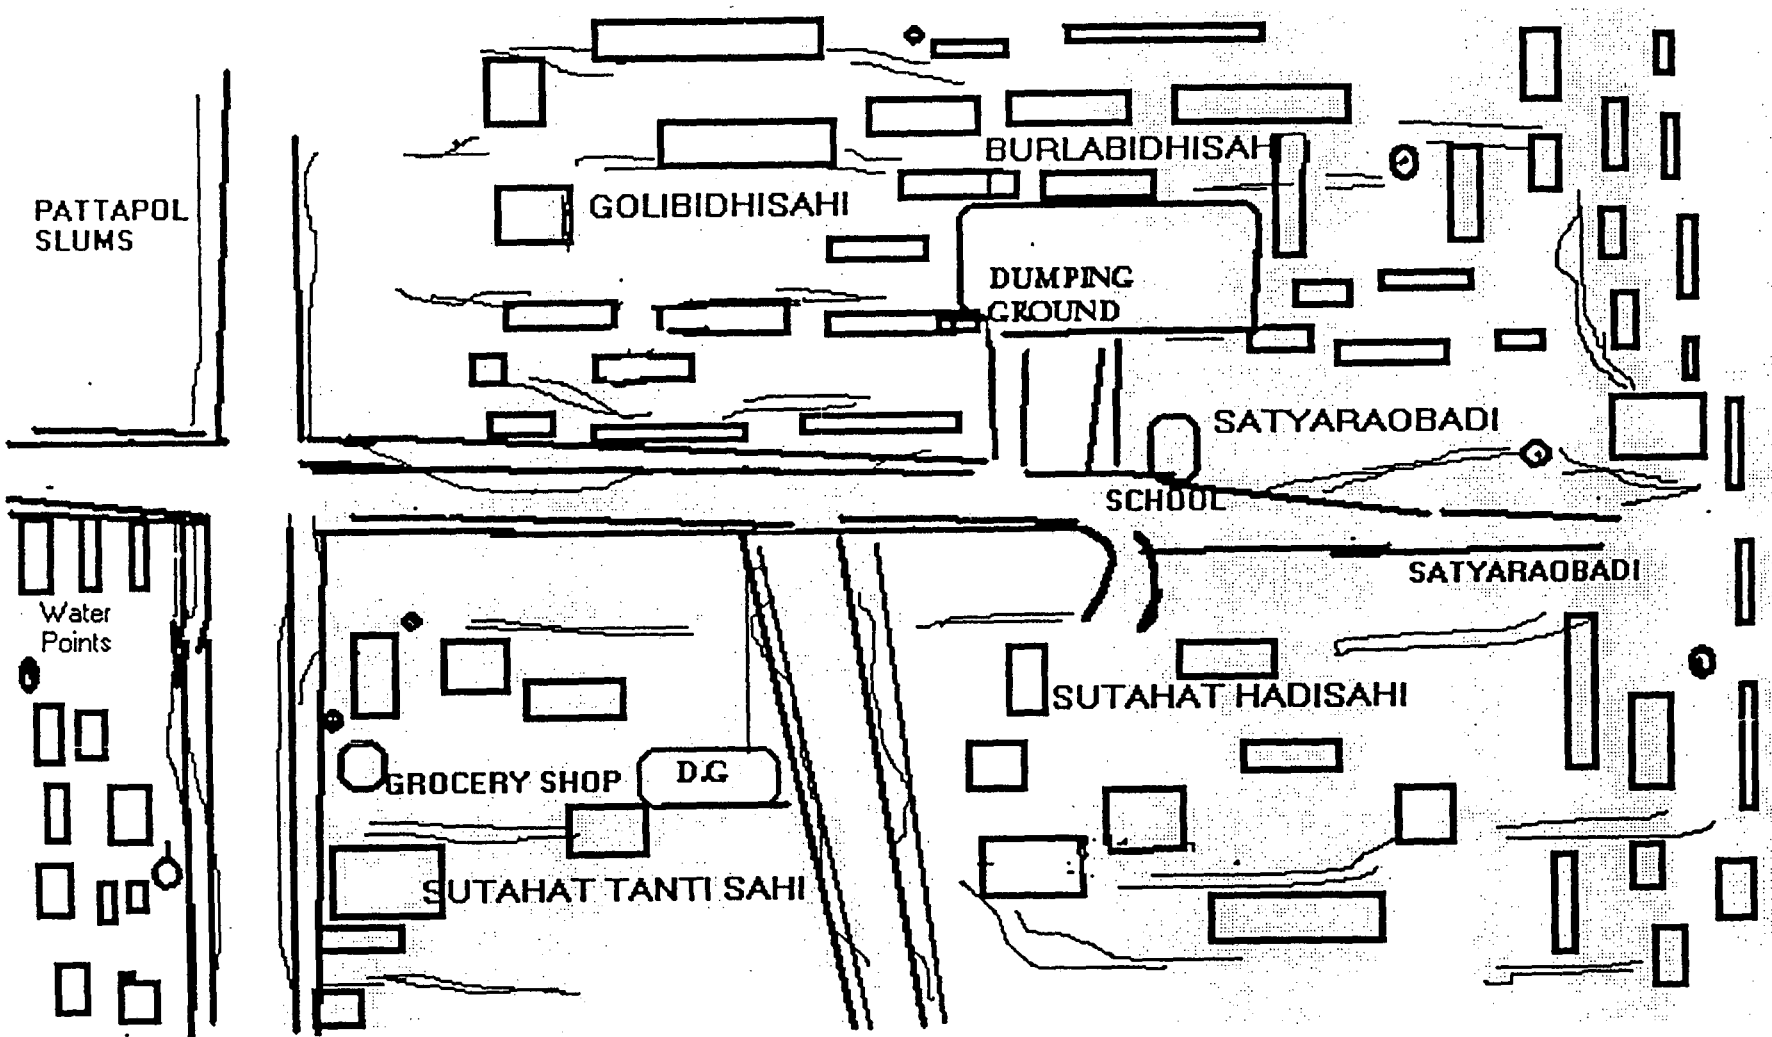 BURLABIDHISAHI
PATTAPOL
SLUMS
GOLIBIDHISAHI
DUMPING
GROUND
SATYARAOBADI
SCHOOL
SATYARAOBADI
Water
Points
SUTAHAT HADISAHI
GROCERY SHOP
D.G
SUTAHAT TANTI SAHI